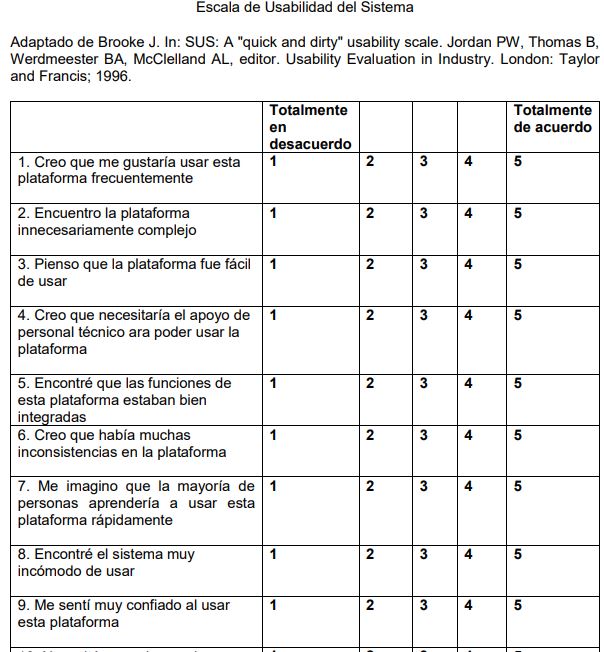 Escala de Usabilidad del Sistema
Adaptado de Brooke J. In: SUS: A "quick and dirty" usability scale. Jordan PW, Thomas B,
Werdmeester BA, McClelland AL, editor. Usability Evaluation in Industry. London: Taylor
and Francis; 1996.
Totalmente en desacuerdo
Totalmente de acuerdo
1. Creo que me gustaría usar esta
plataforma frecuentemente
1 2 3 4 5
2. Encuentro la plataforma
innecesariamente complejo
1 2 3 4 5
3. Pienso que la plataforma fue fácil
de usar
1 2 3 4 5
4. Creo que necesitaría el apoyo de
personal técnico ara poder usar la
plataforma
1 2 3 4 5
5. Encontré que las funciones de
esta plataforma estaban bien
integradas
1 2 3 4 5
6. Creo que había muchas
inconsistencias en la plataforma
1 2 3 4 5
7. Me imagino que la mayoría de
personas aprendería a usar esta
plataforma rápidamente
1 2 3 4 5
8. Encontré el sistema muy
incómodo de usar
1 2 3 4 5
9. Me sentí muy confiado al usar
esta plataforma
1 2 3 4 5